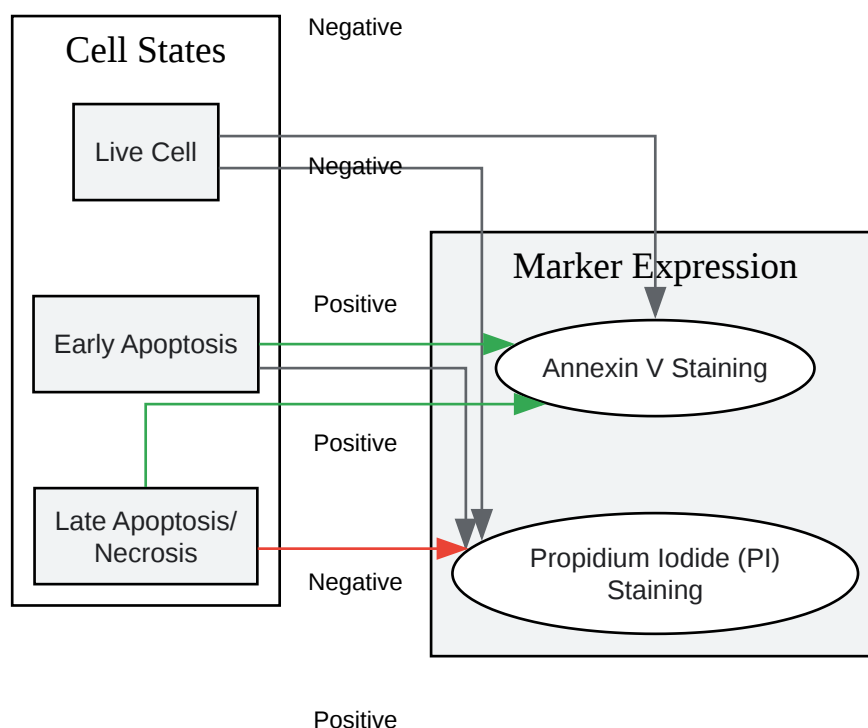 Negative
Cell States
Live Cell
Negative
Marker Expression
Positive
Early Apoptosis
Annexin V Staining
Positive
Late Apoptosis/
Necrosis
Propidium Iodide (PI)
Staining
Negative
Positive